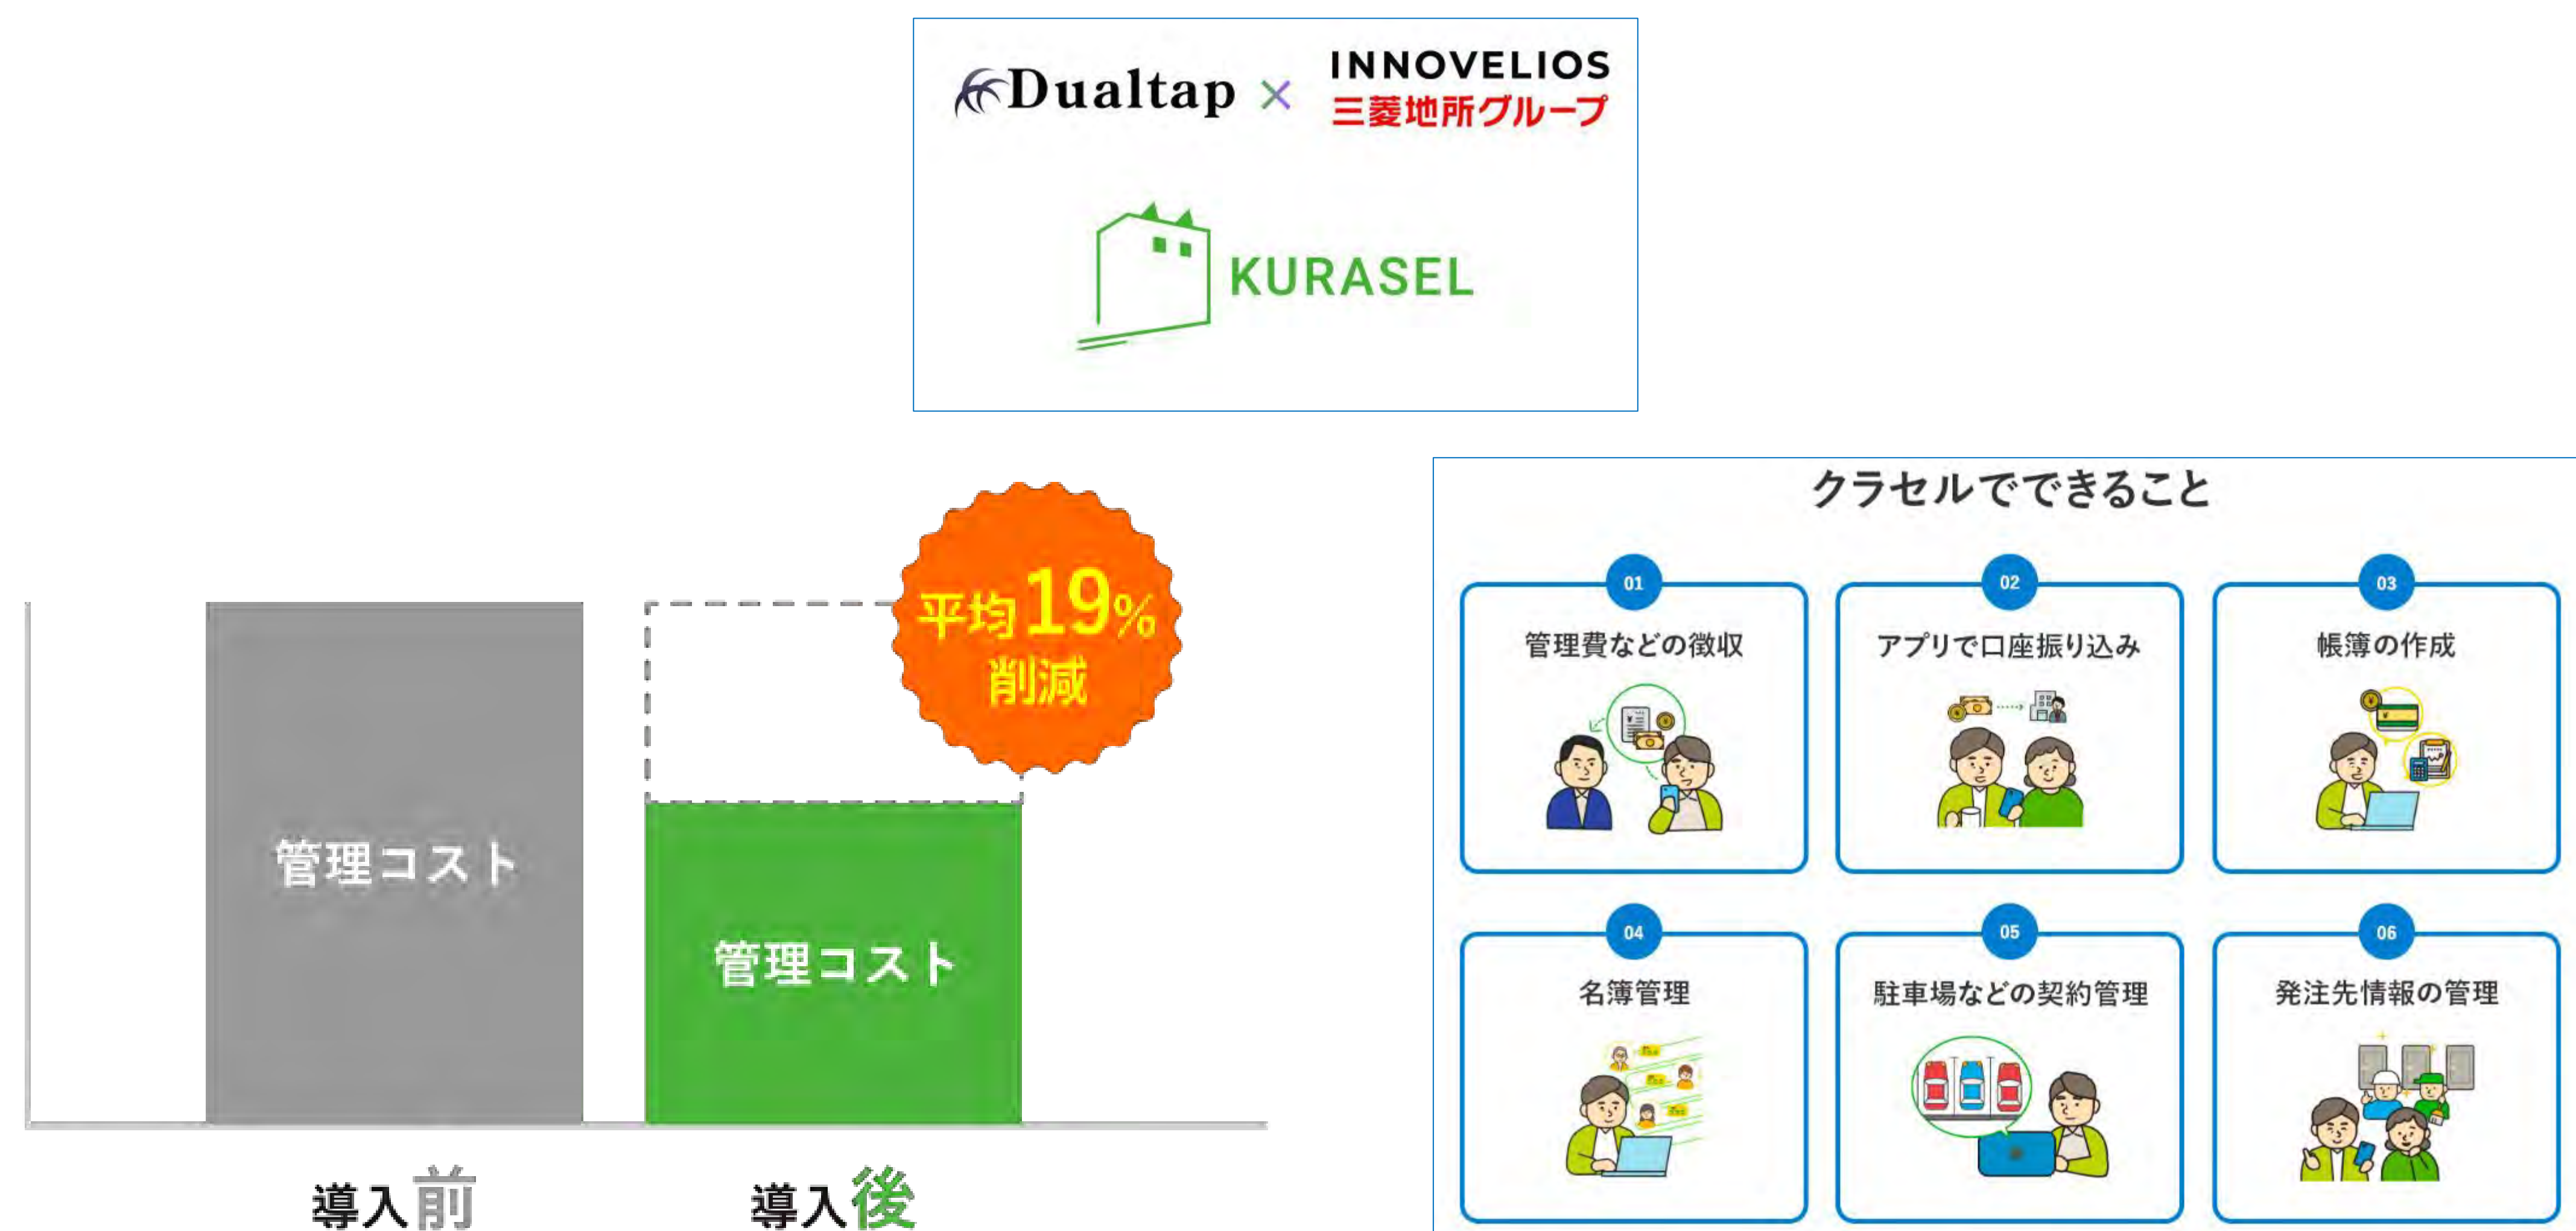 Dualtap × INNOVELIOS
三菱地所グループ
KURASEL
平均19%
削減
管理コスト
管理コスト
導入前
導入後
クラセルでできること
01
管理費などの徴収
02
アプリで口座振り込み
03
帳簿の作成
04
名簿管理
05
駐車場などの契約管理
06
発注先情報の管理